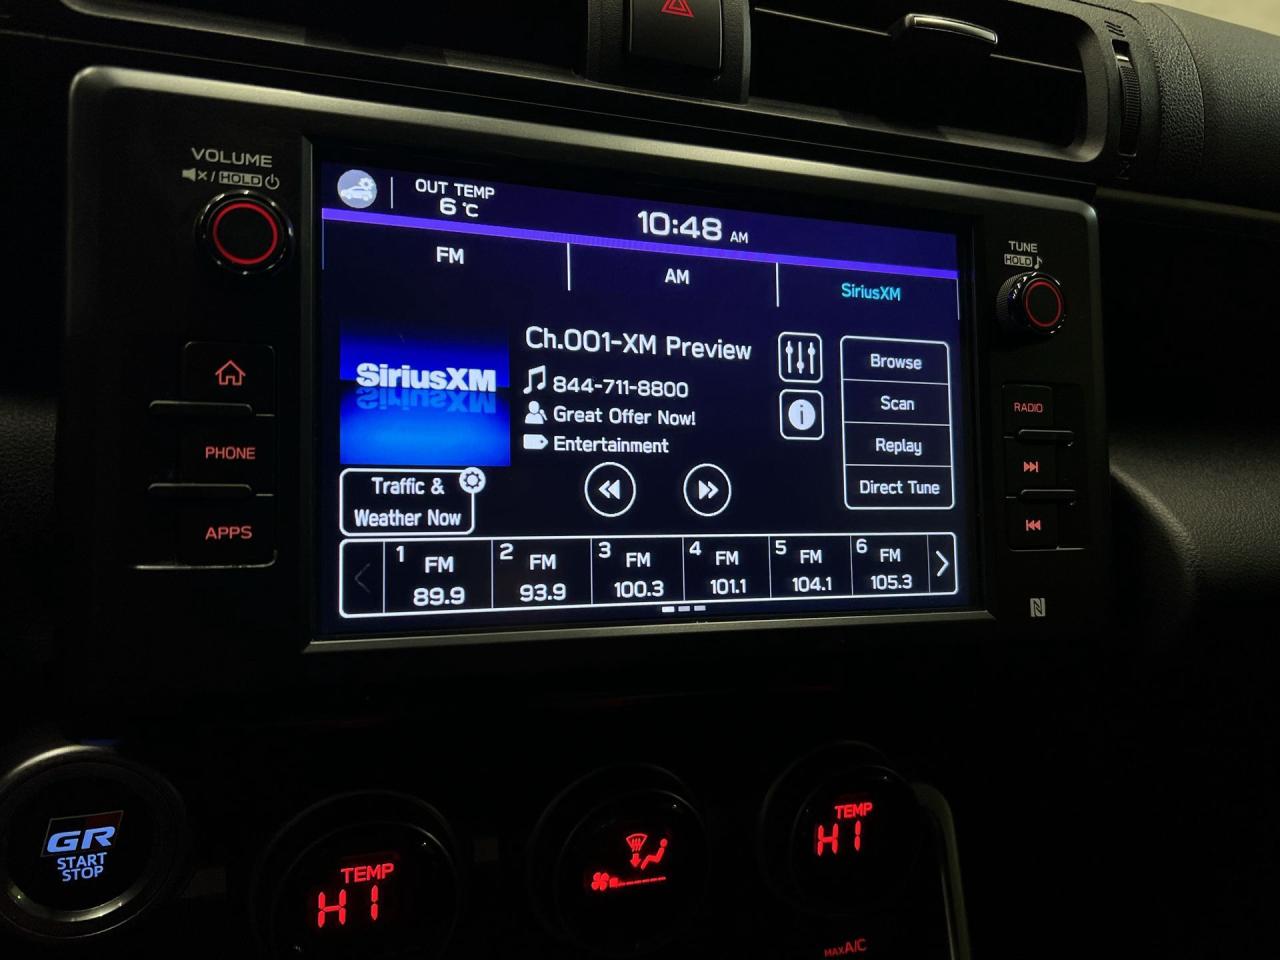 VOLUME
HOLD
OUT TEMP
6 °C
10:48 AM
FM
AM
SiriusXM
TUNE
HOLD
SiriusXM
Ch.001-XM Preview
844-711-8800
Great Offer Now!
Entertainment
Browse
Scan
Replay
Direct Tune
Traffic &
Weather Now
1 FM
89.9
2 FM
93.9
3 FM
100.3
4 FM
101.1
5 FM
104.1
6 FM
105.3
PHONE
APPS
RADIO
GR
START
STOP
TEMP
HI
TEMP
HI
MAX A/C